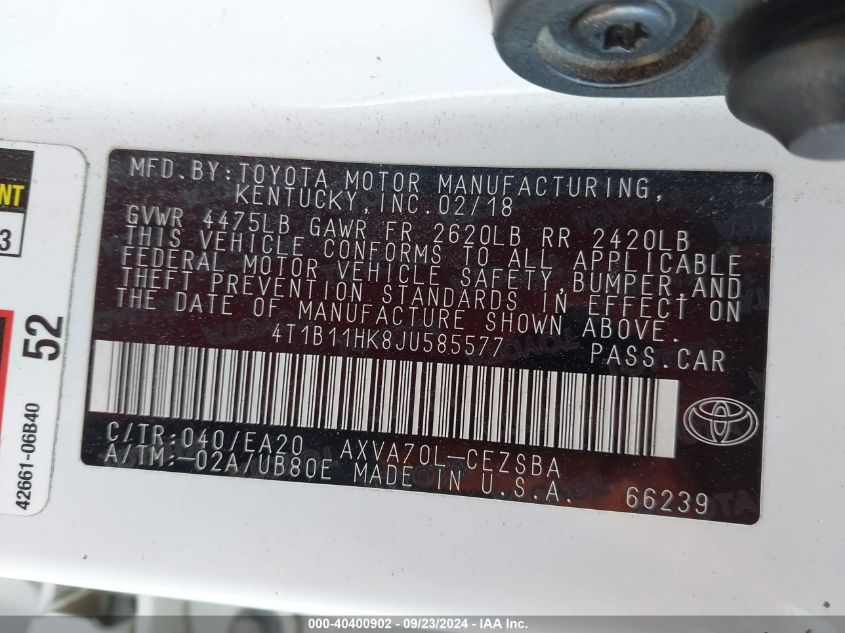 MFD.BY:TOYOTA MOTOR MANUFACTURING,
KENTUCKY,INC.02/18
GVWR 4475LB GAWR FR 2620LB RR 2420LB
THIS VEHICLE CONFORMS TO ALL APPLICABLE
FEDERAL MOTOR VEHICLE SAFETY,BUMPER,AND
THEFT PREVENTION STANDARDS IN EFFECT ON
THE DATE OF MANUFACTURE SHOWN ABOVE.
4T1B11HK8JU585577 PASS.CAR
C/TR:040/EA20 AXVA70L-CEZSBA
A/TM:-02A/UB80E MADE IN U.S.A. 66239
52
42661-06B40
3
000-40400902 - 09/23/2024 - IAA Inc.